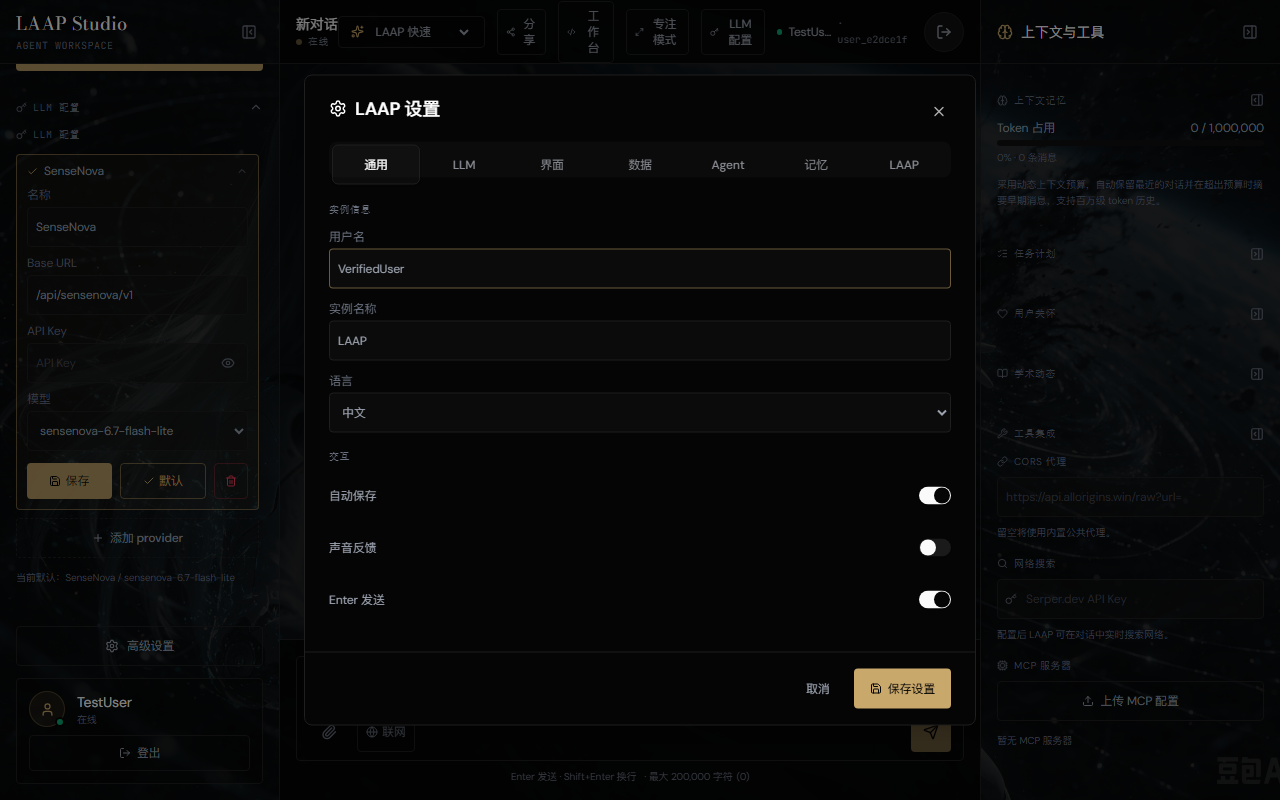 LAAP Studio
AGENT WORKSPACE
LLM 配置
LLM 配置
SenseNova
名称
SenseNova
Base URL
/api/sensenova/v1
API Key
API Key
模型
sensenova-6.7-flash-lite
保存
默认
添加 provider
当前默认：SenseNova / sensenova-6.7-flash-lite
高级设置
TestUser
在线
登出
新对话
在线
LAAP 快速
分享
工作台
专注模式
LLM 配置
TestUs...
· user_e2dce1f
LAAP 设置
通用
LLM
界面
数据
Agent
记忆
LAAP
实例信息
用户名
VerifiedUser
实例名称
LAAP
语言
中文
交互
自动保存
声音反馈
Enter 发送
取消
保存设置
联网
Enter 发送 · Shift+Enter 换行 · 最大 200,000 字符 (0)
上下文与工具
上下文记忆
Token 占用
0 / 1,000,000
0% · 0 条消息
采用动态上下文预算，自动保留最近的对话并在超出预算时摘
要早期消息，支持百万级 token 历史。
任务计划
用户关怀
学术动态
工具集成
CORS 代理
https://api.allorigins.win/raw?url=
留空将使用内置公共代理。
网络搜索
Serper.dev API Key
配置后 LAAP 可在对话中实时搜索网络。
MCP 服务器
上传 MCP 配置
暂无 MCP 服务器
豆包A